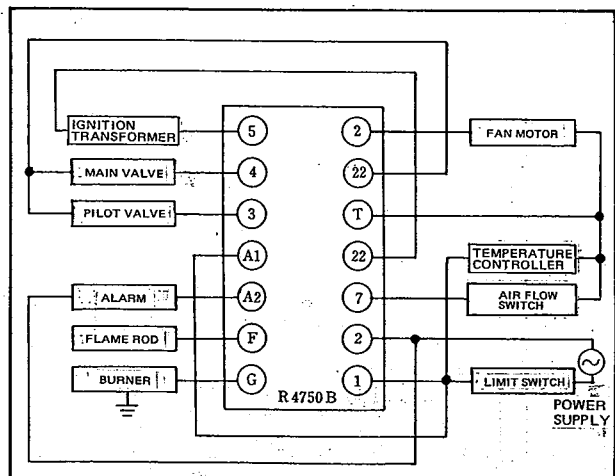 IGNITION
TRANSFORMER
5
2
FAN MOTOR
MAIN VALVE
4
22
PILOT VALVE
3
T
A1
22
TEMPERATURE
CONTROLLER
ALARM
A2
7
AIR FLOW
SWITCH
FLAME ROD
F
2
BURNER
G
1
LIMIT SWITCH
R4750B
POWER
SUPPLY